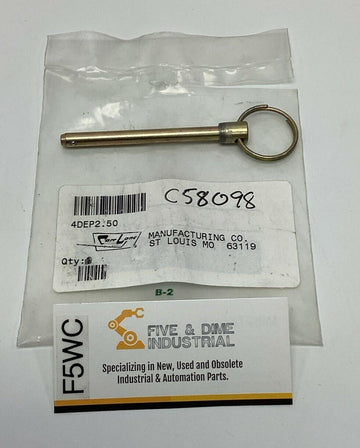 C58098
4DEP2.50
MANUFACTURING CO.
ST LOUIS MO 63119
Qty:
B-2
F5WC
FIVE & DIME
INDUSTRIAL
Specializing in New, Used and Obsolete
Industrial & Automation Parts.